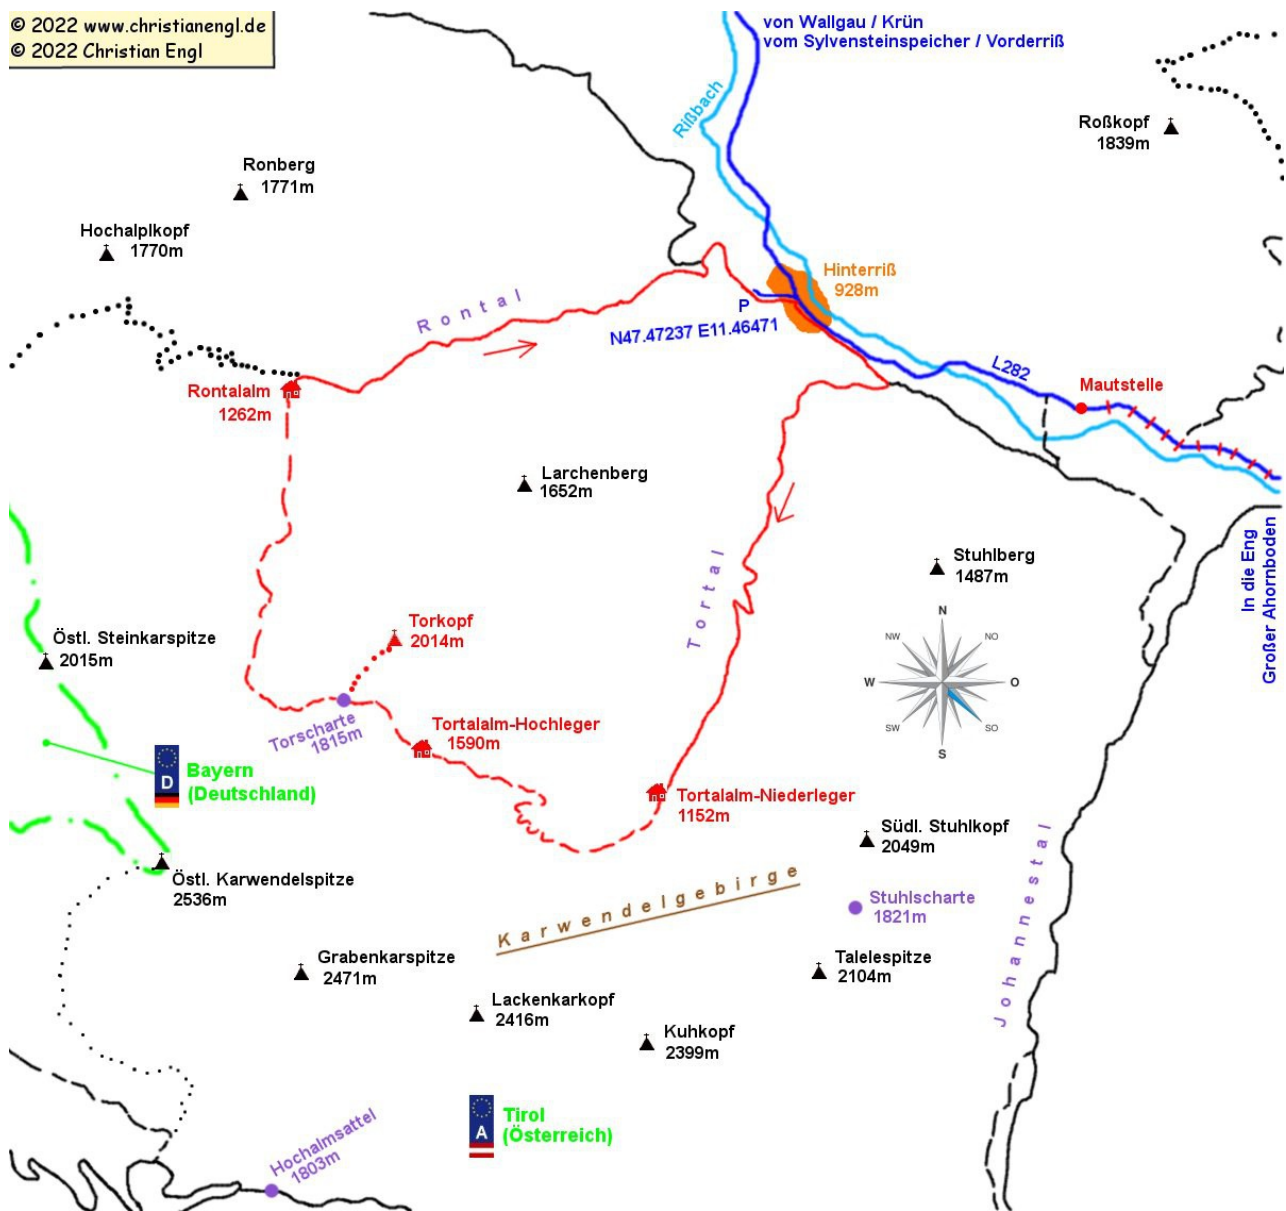 © 2022 www.christianengl.de
© 2022 Christian Engl
von Wallgau / Krün
vom Sylvensteinspeicher / Vorderriß
Rißbach
Roßkopf
1839m
Ronberg
1771m
Hochalplkopf
1770m
Hinterriß
928m
P
N47.47237 E11.46471
Rontal
L282
Mautstelle
Rontalalm
1262m
Larchenberg
1652m
In die Eng
Großer Ahornboden
Stuhlberg
1487m
Tortal
N
NW
NO
W
O
SW
SO
S
Torkopf
2014m
Östl. Steinkarspitze
2015m
Torscharte
1815m
Tortalalm-Hochleger
1590m
D
Bayern
(Deutschland)
Tortalalm-Niederleger
1152m
Südl. Stuhlkopf
2049m
Östl. Karwendelspitze
2536m
Karwendelgebirge
Stuhlscharte
1821m
Johannestal
Grabenkarspitze
2471m
Talelespitze
2104m
Lackenkarkopf
2416m
Kuhkopf
2399m
A
Tirol
(Österreich)
Hochalmsattel
1803m